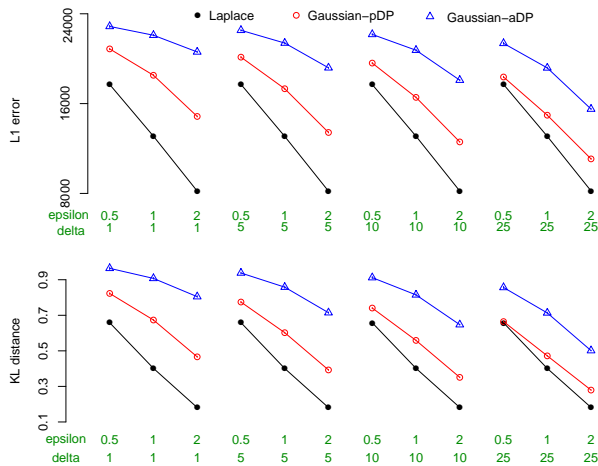 Laplace Gaussian−pDP Gaussian−aDP
L1 error
24000
16000
8000
epsilon 0.5 1 2 0.5 1 2 0.5 1 2 0.5 1 2
delta 1 1 1 5 5 5 10 10 10 25 25 25
KL distance
0.9
0.7
0.5
0.3
0.1
epsilon 0.5 1 2 0.5 1 2 0.5 1 2 0.5 1 2
delta 1 1 1 5 5 5 10 10 10 25 25 25